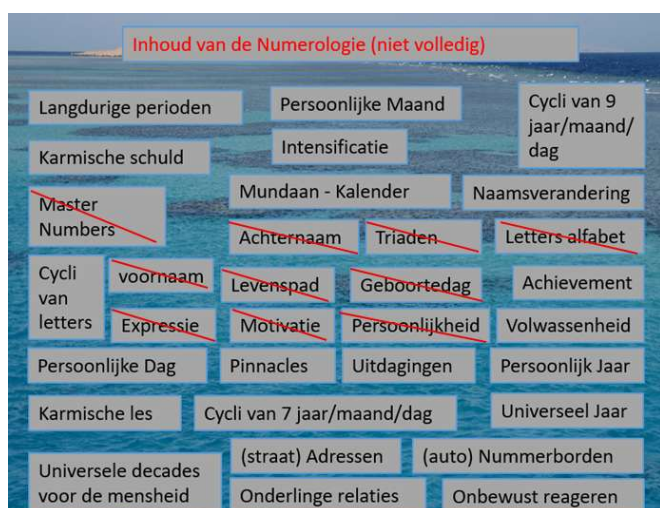 Inhoud van de Numerologie (niet volledig)
Langdurige perioden
Persoonlijke Maand
Cycli van 9
jaar/maand/
dag
Karmische schuld
Intensificatie
Master
Numbers
Mundaan - Kalender
Naamsverandering
Achternaam
Triaden
Letters alfabet
Cycli
van
letters
voornaam
Levenspad
Geboortedag
Achievement
Expressie
Motivatie
Persoonlijkheid
Volwassenheid
Persoonlijke Dag
Pinnacles
Uitdagingen
Persoonlijk Jaar
Karmische les
Cycli van 7 jaar/maand/dag
Universeel Jaar
Universele decades
voor de mensheid
(straat) Adressen
(auto) Nummerborden
Onderlinge relaties
Onbewust reageren